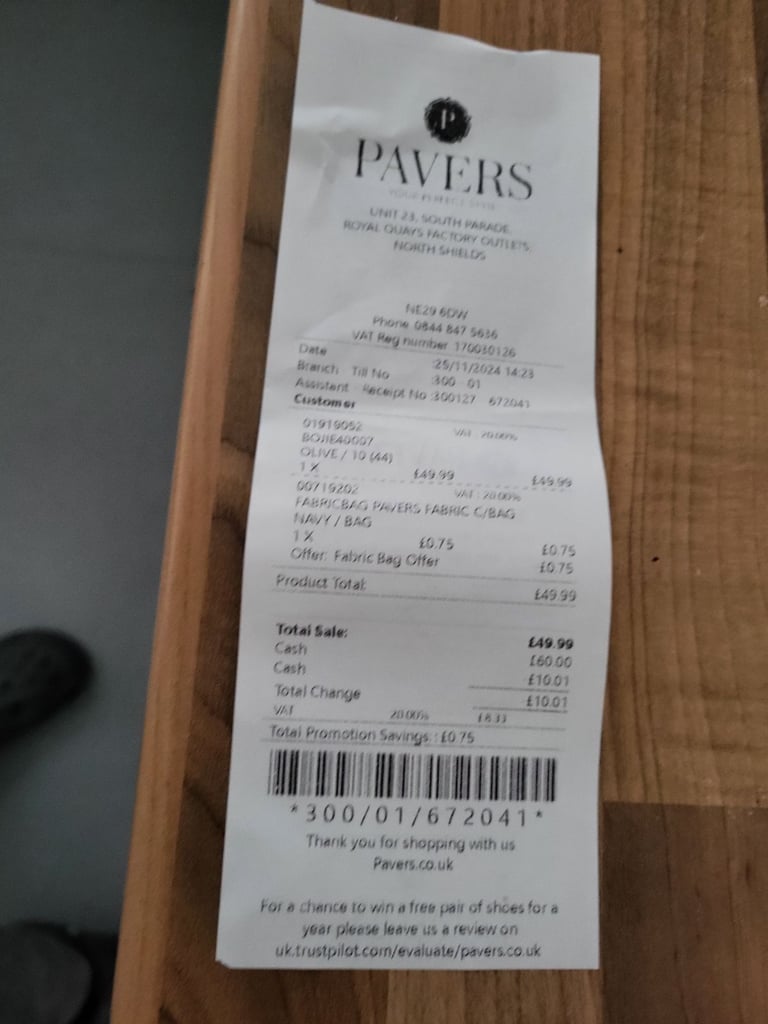 P
PAVERS
YOUR PERFECT STYLE
UNIT 23, SOUTH PARADE,
ROYAL QUAYS FACTORY OUTLETS,
NORTH SHIELDS
NE29 6DW
Phone 0844 847 5636
VAT Reg number 170030126
Date 25/11/2024 14:23
Branch Till No :300 01
Assistant Receipt No :300127 672041
Customer
01919052 VAT : 20.00%
BOJIE40007
OLIVE / 10 (44)
1 X £49.99 £49.99
00719202 VAT : 20.00%
FABRICBAG PAVERS FABRIC C/BAG
NAVY / BAG
1 X £0.75 £0.75
Offer: Fabric Bag Offer -£0.75
Product Total: £49.99
Total Sale: £49.99
Cash £60.00
Cash -£10.01
Total Change £10.01
VAT 20.00% £8.33
Total Promotion Savings: : £0.75
*300/01/672041*
Thank you for shopping with us
Pavers.co.uk
For a chance to win a free pair of shoes for a
year please leave us a review on
uk.trustpilot.com/evaluate/pavers.co.uk